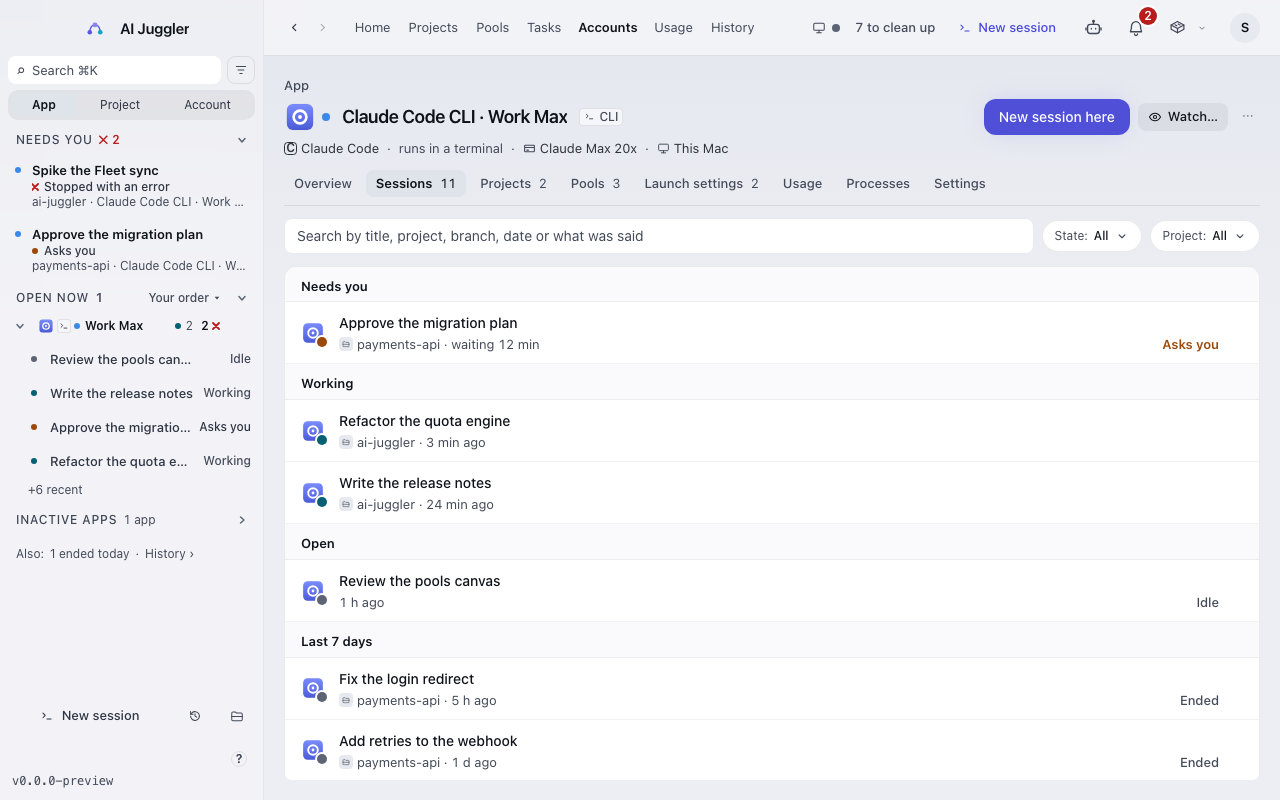 AI Juggler
Search ⌘K
App Project Account
NEEDS YOU 2
Spike the Fleet sync
Stopped with an error
ai-juggler · Claude Code CLI · Work ...
Approve the migration plan
Asks you
payments-api · Claude Code CLI · W...
OPEN NOW 1 Your order
Work Max 2 2
Review the pools can... Idle
Write the release notes Working
Approve the migratio... Asks you
Refactor the quota e... Working
+6 recent
INACTIVE APPS 1 app
Also: 1 ended today · History ›
New session
?
v0.0.0-preview
Home Projects Pools Tasks Accounts Usage History
7 to clean up
New session
2
S
App
Claude Code CLI · Work Max CLI
New session here
Watch...
Claude Code · runs in a terminal · Claude Max 20x · This Mac
Overview Sessions 11 Projects 2 Pools 3 Launch settings 2 Usage Processes Settings
Search by title, project, branch, date or what was said
State: All
Project: All
Needs you
Approve the migration plan
payments-api · waiting 12 min
Asks you
Working
Refactor the quota engine
ai-juggler · 3 min ago
Write the release notes
ai-juggler · 24 min ago
Open
Review the pools canvas
1 h ago
Idle
Last 7 days
Fix the login redirect
payments-api · 5 h ago
Ended
Add retries to the webhook
payments-api · 1 d ago
Ended